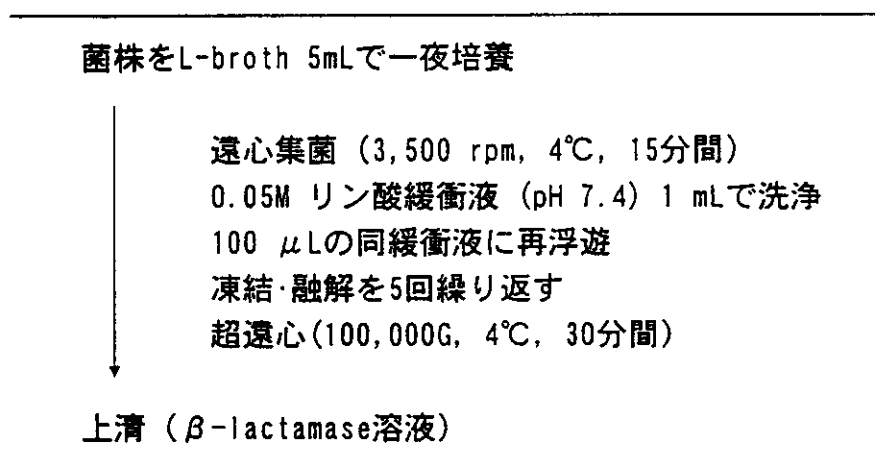 菌株をL-broth 5mLで一夜培養
遠心集菌 (3,500 rpm, 4℃, 15分間)
0.05M リン酸緩衝液 (pH 7.4) 1 mLで洗浄
100 μLの同緩衝液に再浮遊
凍結･融解を5回繰り返す
超遠心(100,000G, 4℃, 30分間)
上清 (β-lactamase溶液)